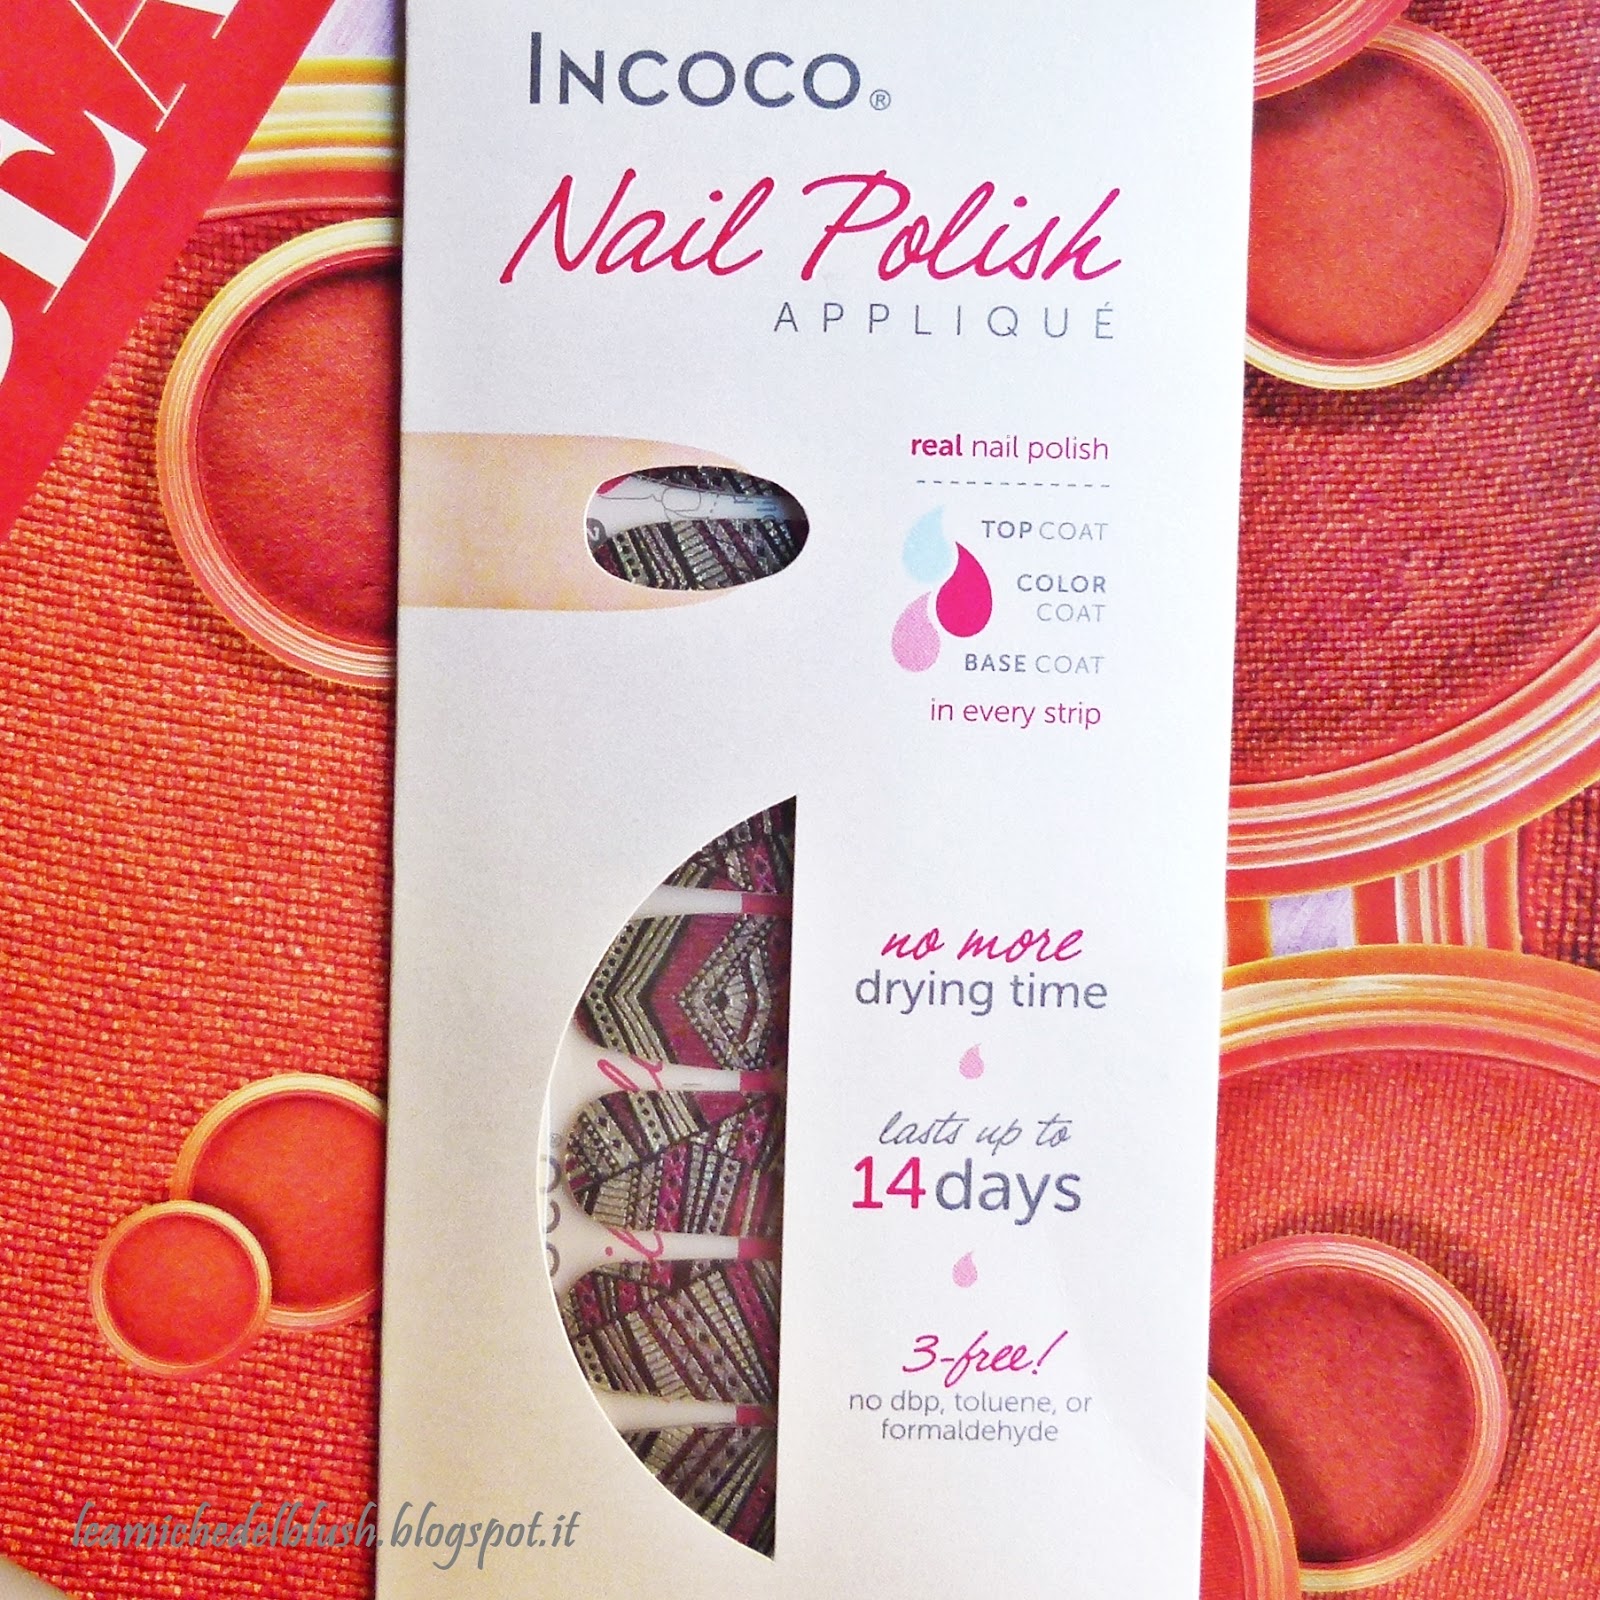 INCOCO®
Nail Polish
APPLIQUÉ
real nail polish
TOP COAT
COLOR
COAT
BASE COAT
in every strip
2
no more
drying time
lasts up to
14 days
3-free!
no dbp, toluene, or
formaldehyde
leamichedelblush.blogspot.it